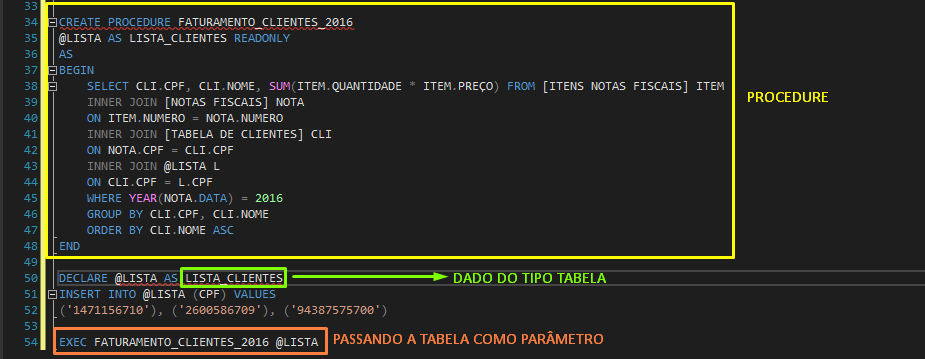 33
34 CREATE PROCEDURE FATURAMENTO_CLIENTES_2016
35 @LISTA AS LISTA_CLIENTES READONLY
36 AS
37 BEGIN
38 SELECT CLI.CPF, CLI.NOME, SUM(ITEM.QUANTIDADE * ITEM.PREÇO) FROM [ITENS NOTAS FISCAIS] ITEM
39 INNER JOIN [NOTAS FISCAIS] NOTA
40 ON ITEM.NUMERO = NOTA.NUMERO
41 INNER JOIN [TABELA DE CLIENTES] CLI
42 ON NOTA.CPF = CLI.CPF
43 INNER JOIN @LISTA L
44 ON CLI.CPF = L.CPF
45 WHERE YEAR(NOTA.DATA) = 2016
46 GROUP BY CLI.CPF, CLI.NOME
47 ORDER BY CLI.NOME ASC
48 END
PROCEDURE
49
50 DECLARE @LISTA AS LISTA_CLIENTES DADO DO TIPO TABELA
51 INSERT INTO @LISTA (CPF) VALUES
52 ('1471156710'), ('2600586709'), ('94387575700')
53
54 EXEC FATURAMENTO_CLIENTES_2016 @LISTA PASSANDO A TABELA COMO PARÂMETRO